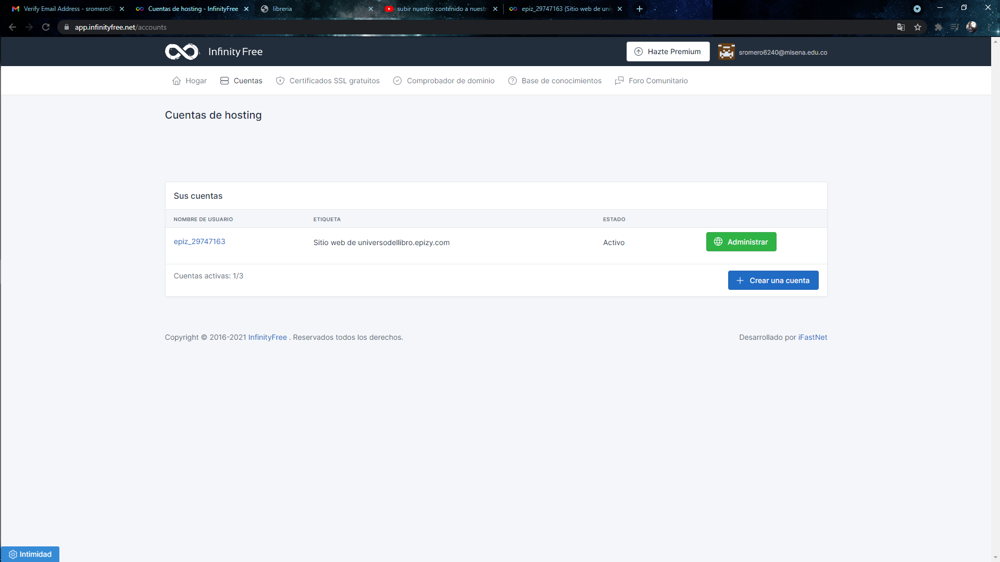 Verify Email Address - sromero62
Cuentas de hosting - InfinityFree
libreria
subir nuestro contenido a nuestr
epiz_29747163 (Sitio web de univ
app.infinityfree.net/accounts
Infinity Free
Hazte Premium
sromero6240@misena.edu.co
Hogar
Cuentas
Certificados SSL gratuitos
Comprobador de dominio
Base de conocimientos
Foro Comunitario
Cuentas de hosting
Sus cuentas
NOMBRE DE USUARIO
ETIQUETA
ESTADO
epiz_29747163
Sitio web de universodellibro.epizy.com
Activo
Administrar
Cuentas activas: 1/3
Crear una cuenta
Copyright © 2016-2021 InfinityFree . Reservados todos los derechos.
Desarrollado por iFastNet
Intimidad